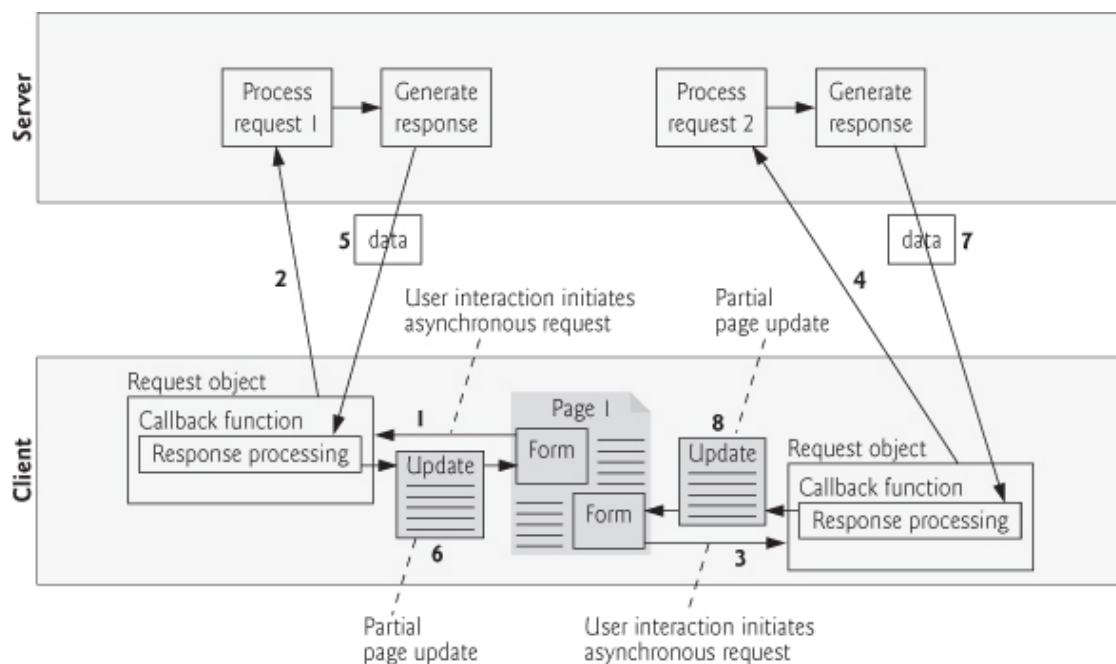 Server
Process
request 1
Generate
response
Process
request 2
Generate
response
5
data
data
7
2
4
User interaction initiates
asynchronous request
Partial
page update
Client
Request object
Callback function
Response processing
1
Page 1
Form
Update
6
Form
8
Update
3
Request object
Callback function
Response processing
Partial
page update
User interaction initiates
asynchronous request